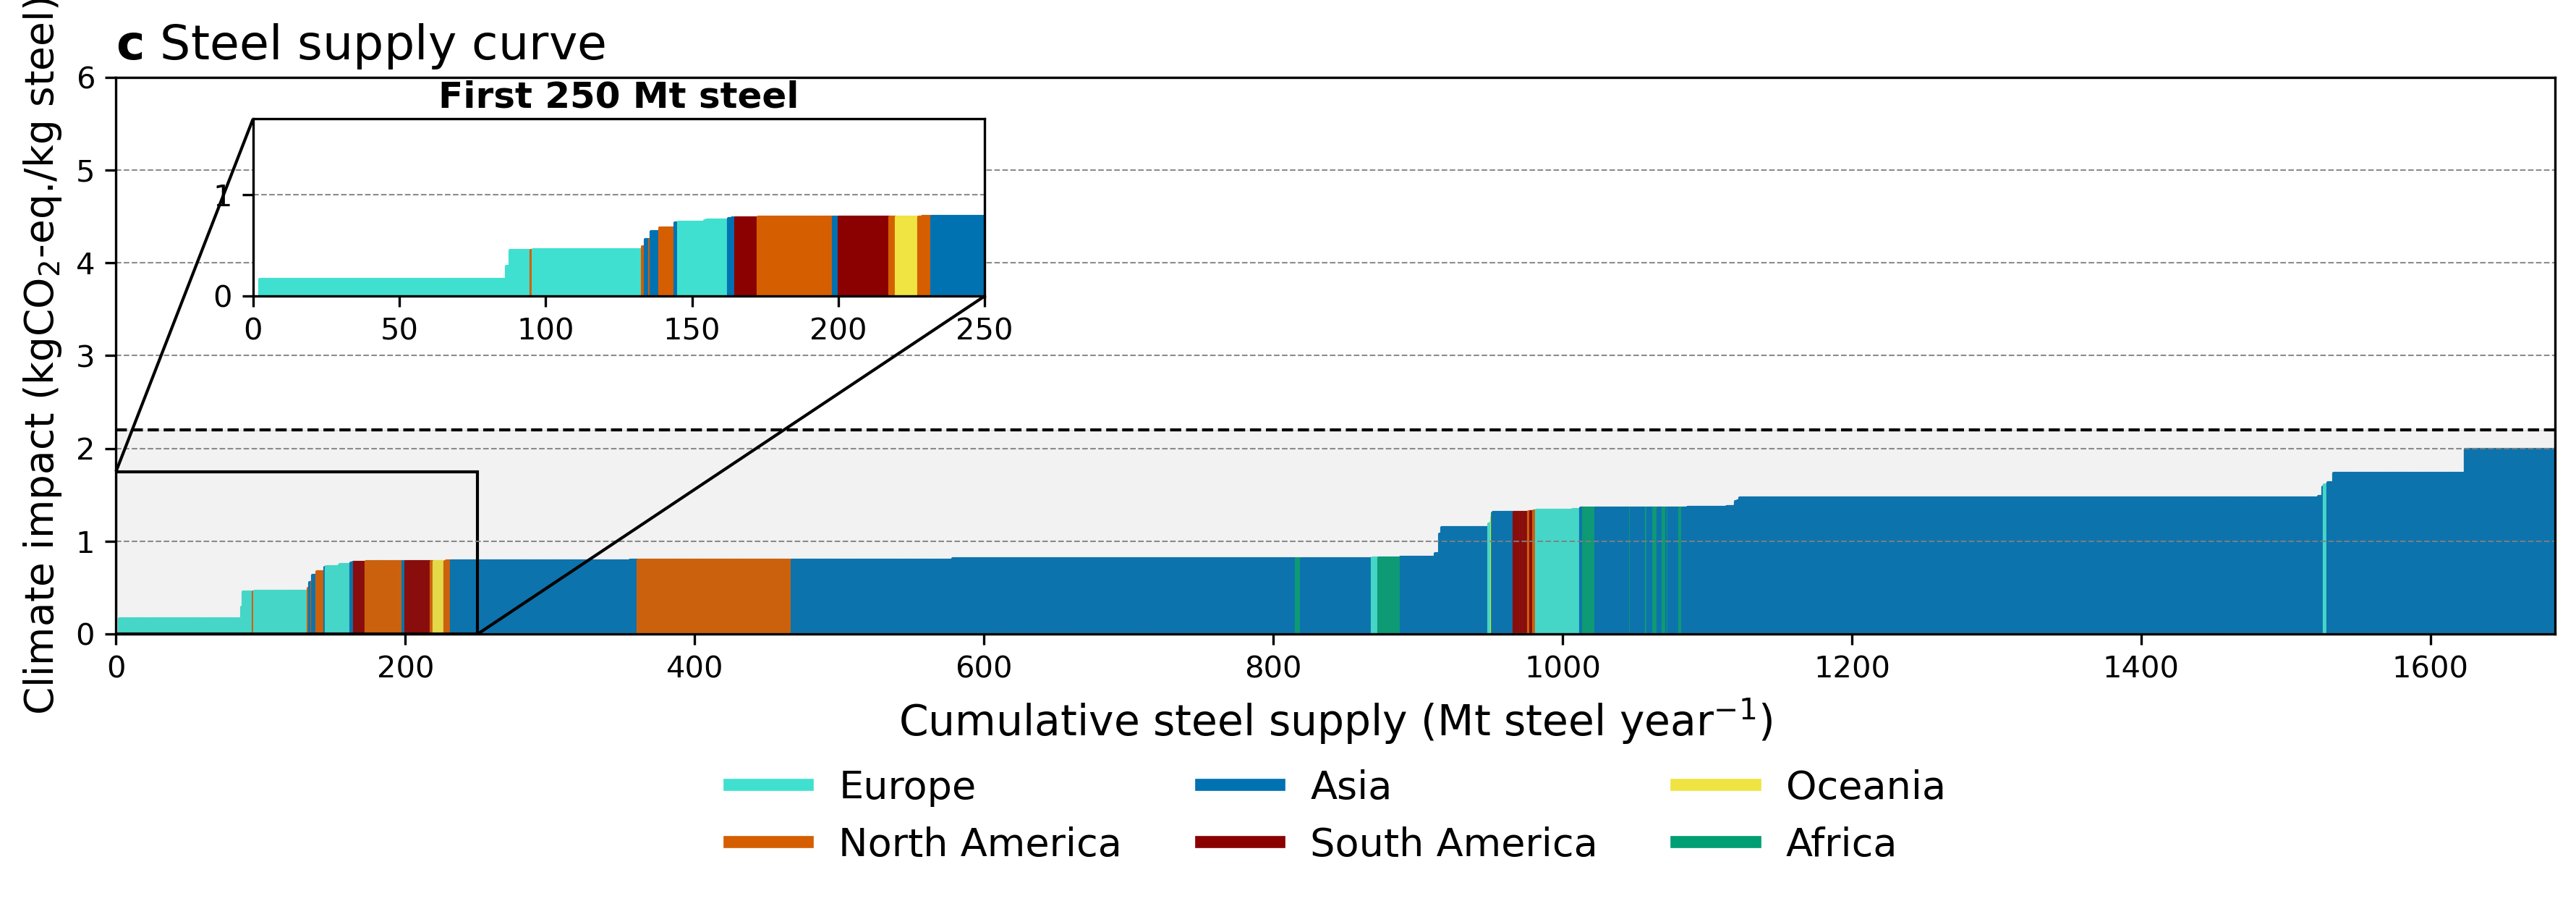 c Steel supply curve
Climate impact (kgCO₂-eq./kg steel)
6
5
4
3
2
1
0
First 250 Mt steel
1
0
0 50 100 150 200 250
0 200 400 600 800 1000 1200 1400 1600
Cumulative steel supply (Mt steel year⁻¹)
Europe Asia Oceania
North America South America Africa